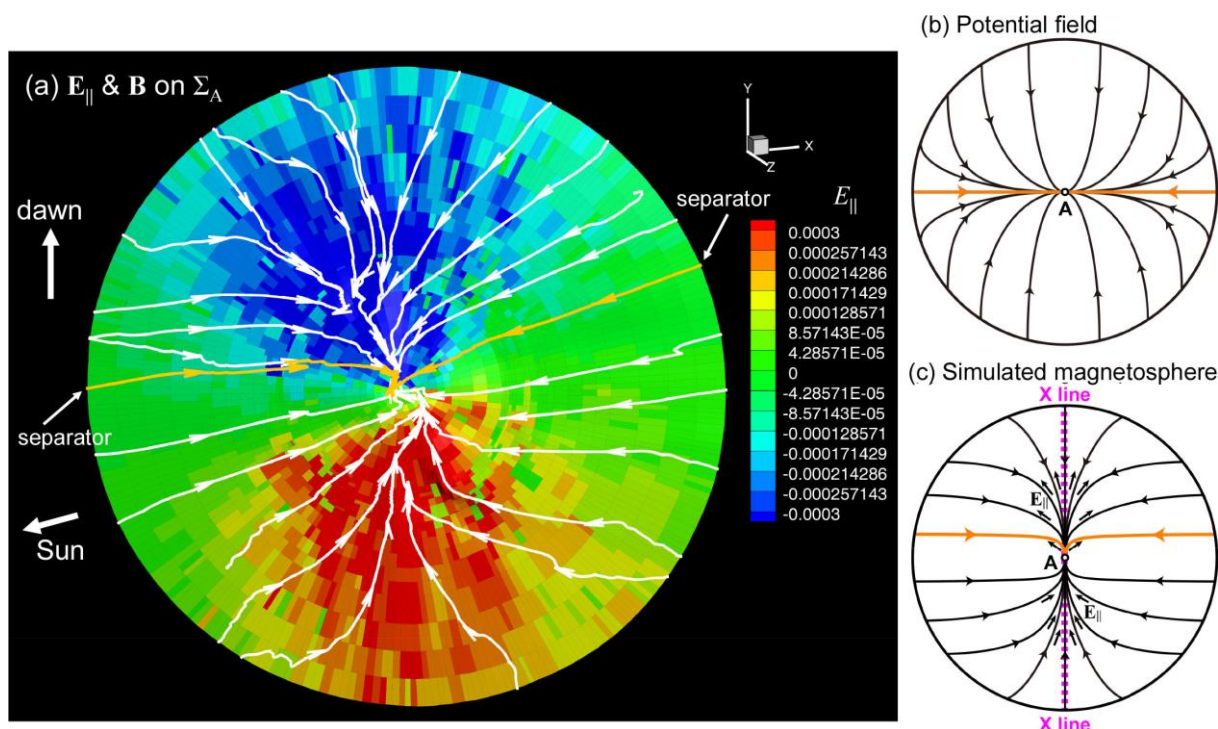 (a) E|| & B on ΣA
dawn
separator
Sun
Y
X
Z
separator
E||
0.0003
0.000257143
0.000214286
0.000171429
0.000128571
8.57143E-05
4.28571E-05
0
-4.28571E-05
-8.57143E-05
-0.000128571
-0.000171429
-0.000214286
-0.000257143
-0.0003
(b) Potential field
A
(c) Simulated magnetosphere
X line
E||
A
E||
X line